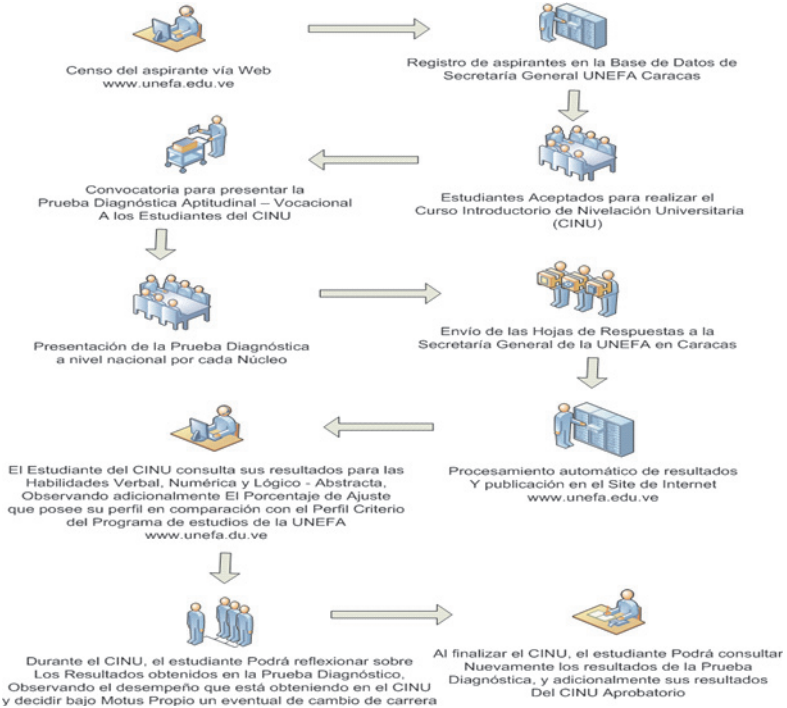 Censo del aspirante vía Web
www.unefa.edu.ve
Registro de aspirantes en la Base de Datos de
Secretaría General UNEFA Caracas
Estudiantes Aceptados para realizar el
Curso Introductorio de Nivelación Universitaria
(CINU)
Convocatoria para presentar la
Prueba Diagnóstica Aptitudinal – Vocacional
A los Estudiantes del CINU
Presentación de la Prueba Diagnóstica
a nivel nacional por cada Núcleo
Envío de las Hojas de Respuestas a la
Secretaría General de la UNEFA en Caracas
Procesamiento automático de resultados
Y publicación en el Site de Internet
www.unefa.edu.ve
El Estudiante del CINU consulta sus resultados para las
Habilidades Verbal, Numérica y Lógico - Abstracta,
Observando adicionalmente El Porcentaje de Ajuste
que posee su perfil en comparación con el Perfil Criterio
del Programa de estudios de la UNEFA
www.unefa.du.ve
Durante el CINU, el estudiante Podrá reflexionar sobre
Los Resultados obtenidos en la Prueba Diagnóstico,
Observando el desempeño que está obteniendo en el CINU
y decidir bajo Motus Propio un eventual de cambio de carrera
Al finalizar el CINU, el estudiante Podrá consultar
Nuevamente los resultados de la Prueba
Diagnóstica, y adicionalmente sus resultados
Del CINU Aprobatorio